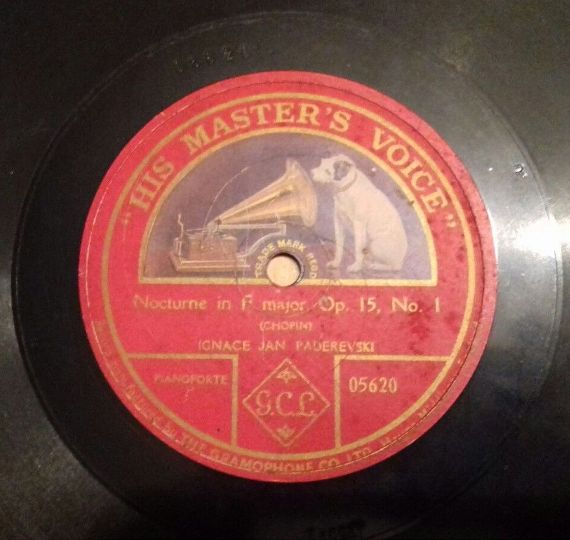 "HIS MASTER'S VOICE"
TRADE MARK REGD
Nocturne in F major, Op. 15, No. 1
(CHOPIN)
IGNACE JAN PADEREVSKI
PIANOFORTE
G.C.L
05620
THE GRAMOPHONE CO. LTD.